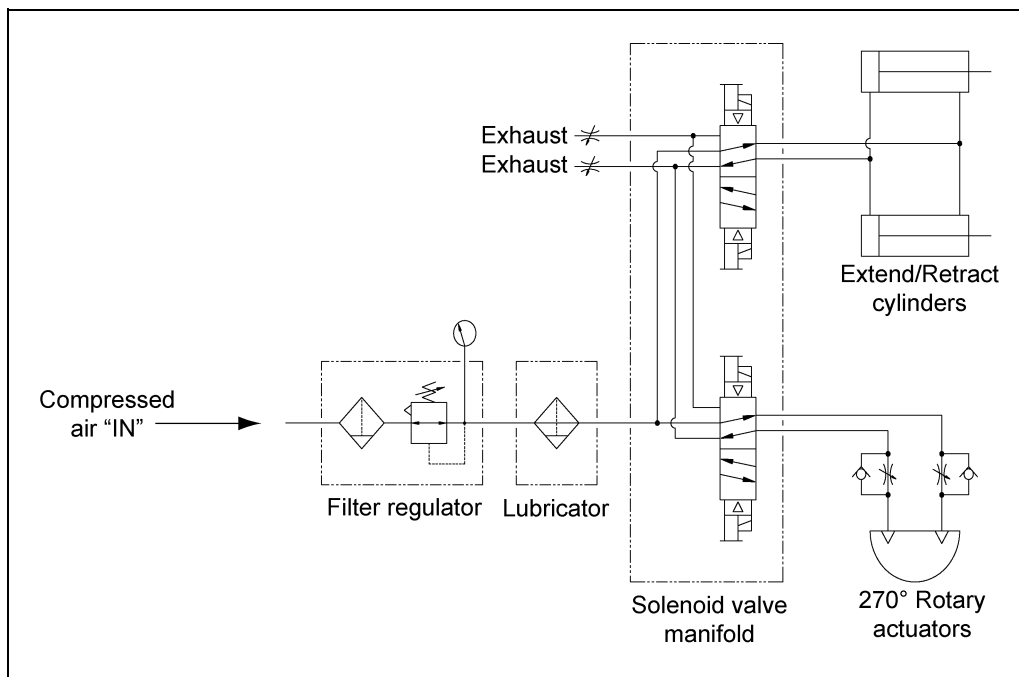 Exhaust
Exhaust
Extend/Retract
cylinders
Compressed
air “IN”
Filter regulator
Lubricator
Solenoid valve
manifold
270° Rotary
actuators